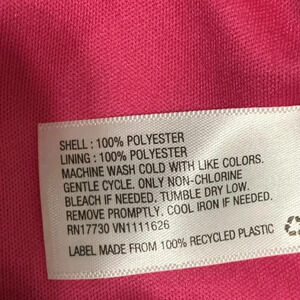 SHELL : 100% POLYESTER
LINING : 100% POLYESTER
MACHINE WASH COLD WITH LIKE COLORS.
GENTLE CYCLE. ONLY NON-CHLORINE
BLEACH IF NEEDED. TUMBLE DRY LOW.
REMOVE PROMPTLY. COOL IRON IF NEEDED.
RN17730 VN1111626
LABEL MADE FROM 100% RECYCLED PLASTIC